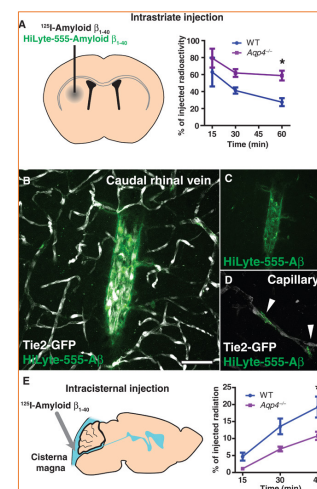 Intrastriate injection
A
¹²⁵I-Amyloid β₁₋₄₀
HiLyte-555-Amyloid β₁₋₄₀
% of injected radioactivity
100
80
60
40
20
0
WT
Aqp4⁻/⁻
*
15 30 45 60
Time (min)
B
Caudal rhinal vein
Tie2-GFP
HiLyte-555-Aβ
C
HiLyte-555-Aβ
D
Capillary
Tie2-GFP
HiLyte-555-Aβ
E
Intracisternal injection
¹²⁵I-Amyloid β₁₋₄₀
Cisterna
magna
% of injected radiation
25
20
15
10
5
0
WT
Aqp4⁻/⁻
15 30
Time (min)